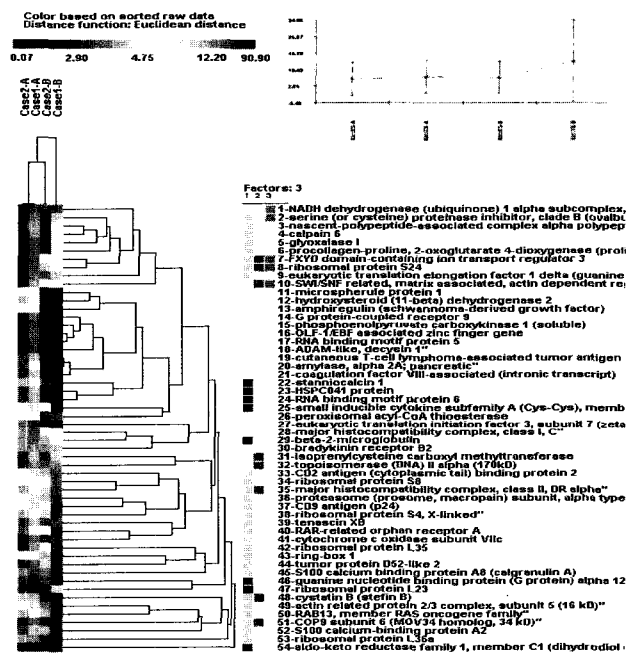 Color based on sorted raw data
Distance function: Euclidean distance
0.07 2.90 4.75 12.20 90.90
Case2-A
Case1-A
Case2-B
Case1-B
Factors: 3
1 2 3
1-NADH dehydrogenase (ubiquinone) 1 alpha subcomplex,
2-serine (or cysteine) proteinase inhibitor, clade B (ovalbu
3-nascent-polypeptide-associated complex alpha polypep
4-calpain 6
5-glyoxalase I
6-procollagen-proline, 2-oxoglutarate 4-dioxygenase (proli
7-FXYD domain-containing ion transport regulator 3
8-ribosomal protein S24
9-eukaryotic translation elongation factor 1 delta (guanine
10-SWI/SNF related, matrix associated, actin dependent re
11-microspherule protein 1
12-hydroxysteroid (11-beta) dehydrogenase 2
13-amphiregulin (schwannoma-derived growth factor)
14-G protein-coupled receptor 9
15-phosphoenolpyruvate carboxykinase 1 (soluble)
16-OLF-1/EBF associated zinc finger gene
17-RNA binding motif protein 5
18-ADAM-like, decysin 1"
19-cutaneous T-cell lymphoma-associated tumor antigen
20-amylase, alpha 2A; pancreatic"
21-coagulation factor VIII-associated (intronic transcript)
22-stanniocalcin 1
23-HSPC041 protein
24-RNA binding motif protein 6
25-small inducible cytokine subfamily A (Cys-Cys), memb
26-peroxisomal acyl-CoA thioesterase
27-eukaryotic translation initiation factor 3, subunit 7 (zeta
28-major histocompatibility complex, class I, C"
29-beta-2-microglobulin
30-bradykinin receptor B2
31-isoprenylcysteine carboxyl methyltransferase
32-topoisomerase (DNA) II alpha (170kD)
33-CD2 antigen (cytoplasmic tail) binding protein 2
34-ribosomal protein S8
35-major histocompatibility complex, class II, DR alpha"
36-proteasome (prosome, macropain) subunit, alpha type
37-CD9 antigen (p24)
38-ribosomal protein S4, X-linked"
39-tenascin XB
40-RAR-related orphan receptor A
41-cytochrome c oxidase subunit VIIc
42-ribosomal protein L35
43-ring-box 1
44-tumor protein D52-like 2
45-S100 calcium binding protein A8 (calgranulin A)
46-guanine nucleotide binding protein (G protein) alpha 12
47-ribosomal protein L23
48-cystatin B (stefin B)
49-actin related protein 2/3 complex, subunit 5 (16 kD)"
50-RAB13, member RAS oncogene family"
51-COP9 subunit 6 (MOV34 homolog, 34 kD)"
52-S100 calcium-binding protein A2
53-ribosomal protein L36a
54-aldo-keto reductase family 1, member C1 (dihydrodiol